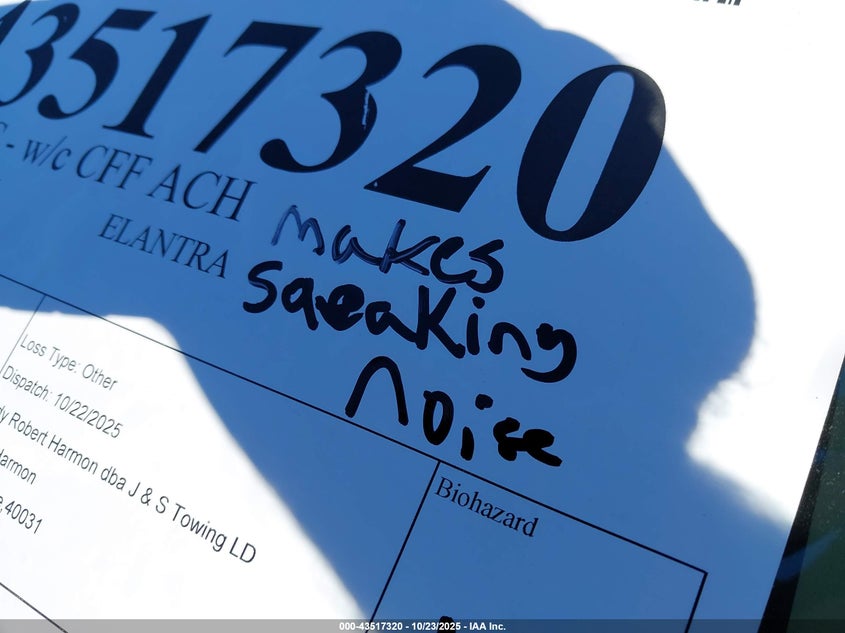 43517320
- w/c CFF ACH
ELANTRA
Makes
Sqeaking
Noise
Loss Type: Other
Dispatch: 10/22/2025
Robert Harmon dba J & S Towing LD
Harmon
,40031
Biohazard
000-43517320 - 10/23/2025 - IAA Inc.